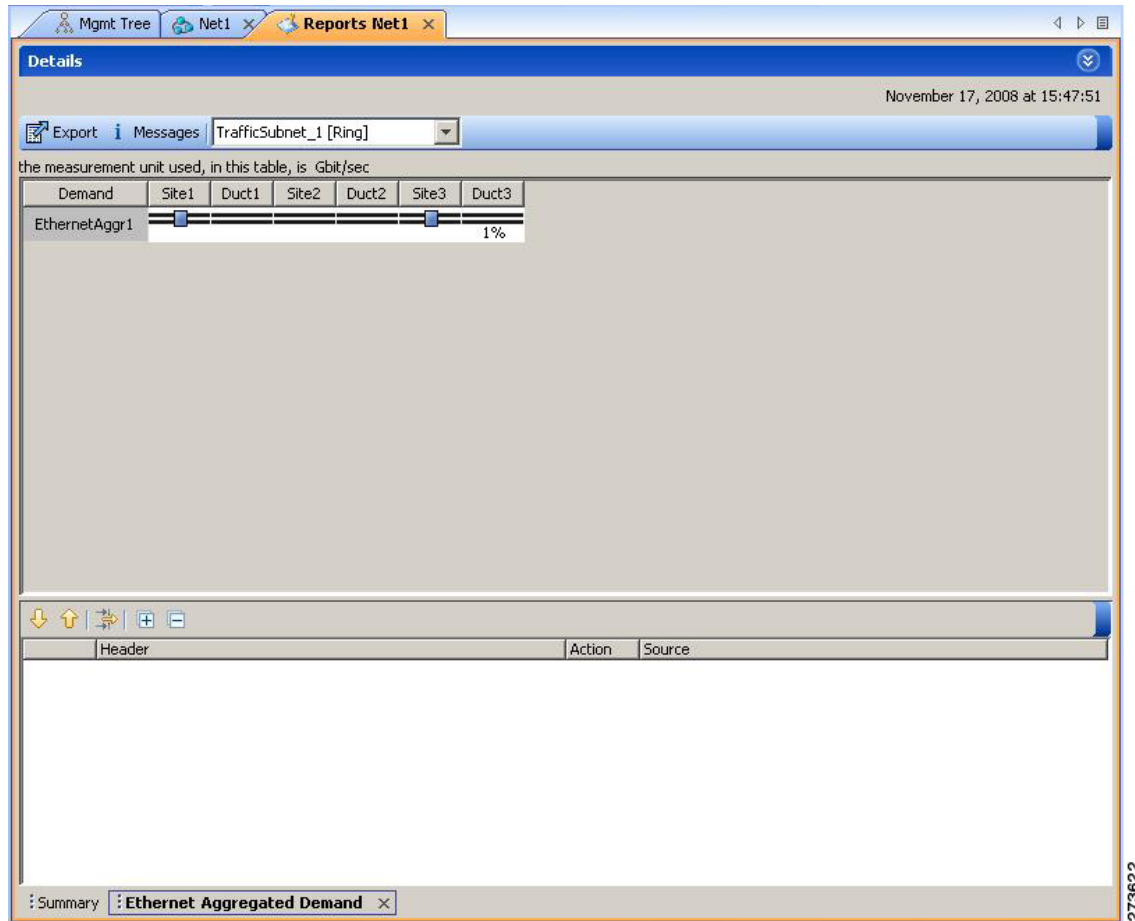 Mgmt Tree Net1 Reports Net1
Details
November 17, 2008 at 15:47:51
Export i Messages TrafficSubnet_1 [Ring]
the measurement unit used, in this table, is Gbit/sec
Demand Site1 Duct1 Site2 Duct2 Site3 Duct3
EthernetAggr1
1%
Header Action Source
Summary Ethernet Aggregated Demand
273622